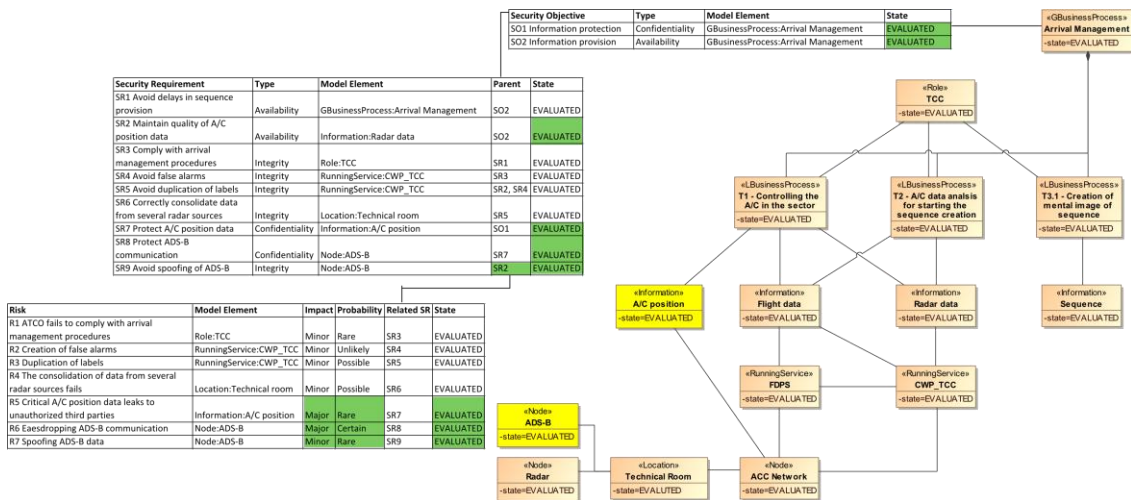 Security Objective Type Model Element State
SO1 Information protection Confidentiality GBusinessProcess:Arrival Management EVALUATED
SO2 Information provision Availability GBusinessProcess:Arrival Management EVALUATED
«GBusinessProcess»
Arrival Management
-state=EVALUATED
Security Requirement Type Model Element Parent State
SR1 Avoid delays in sequence
provision Availability GBusinessProcess:Arrival Management SO2 EVALUATED
SR2 Maintain quality of A/C
position data Availability Information:Radar data SO2 EVALUATED
SR3 Comply with arrival
management procedures Integrity Role:TCC SR1 EVALUATED
SR4 Avoid false alarms Integrity RunningService:CWP_TCC SR3 EVALUATED
SR5 Avoid duplication of labels Integrity RunningService:CWP_TCC SR2, SR4 EVALUATED
SR6 Correctly consolidate data
from several radar sources Integrity Location:Technical room SR5 EVALUATED
SR7 Protect A/C position data Confidentiality Information:A/C position SO1 EVALUATED
SR8 Protect ADS-B
communication Confidentiality Node:ADS-B SR7 EVALUATED
SR9 Avoid spoofing of ADS-B Integrity Node:ADS-B SR2 EVALUATED
«Role»
TCC
-state=EVALUATED
«LBusinessProcess»
T1 - Controlling
the A/C in the sector
-state=EVALUATED
«LBusinessProcess»
T2 - A/C data analsis
for starting the
sequence creation
-state=EVALUATED
«LBusinessProcess»
T3.1 - Creation of
mental image of
sequence
-state=EVALUATED
«Information»
A/C position
-state=EVALUATED
«Information»
Flight data
-state=EVALUATED
«Information»
Radar data
-state=EVALUATED
«Information»
Sequence
-state=EVALUATED
Risk Model Element Impact Probability Related SR State
R1 ATCO fails to comply with arrival
management procedures Role:TCC Minor Rare SR3 EVALUATED
R2 Creation of false alarms RunningService:CWP_TCC Minor Unlikely SR4 EVALUATED
R3 Duplication of labels RunningService:CWP_TCC Minor Possible SR5 EVALUATED
R4 The consolidation of data from several
radar sources fails Location:Technical room Minor Possible SR6 EVALUATED
R5 Critical A/C position data leaks to
unauthorized third parties Information:A/C position Major Rare SR7 EVALUATED
R6 Eaesdropping ADS-B communication Node:ADS-B Major Certain SR8 EVALUATED
R7 Spoofing ADS-B data Node:ADS-B Minor Rare SR9 EVALUATED
«RunningService»
FDPS
-state=EVALUATED
«RunningService»
CWP_TCC
-state=EVALUATED
«Node»
ADS-B
-state=EVALUATED
«Node»
Radar
-state=EVALUATED
«Location»
Technical Room
-state=EVALUTED
«Node»
ACC Network
-state=EVALUATED